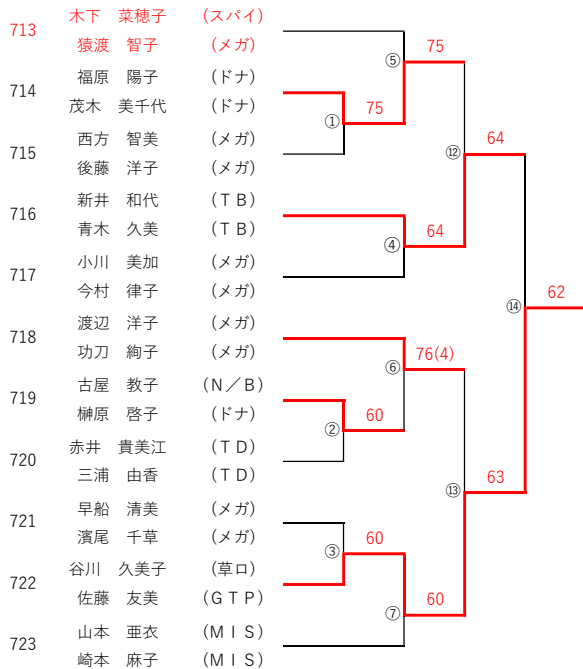 713 木下 菜穂子 (スパイ)
猿渡 智子 (メガ)
714 福原 陽子 (ドナ)
茂木 美千代 (ドナ)
715 西方 智美 (メガ)
後藤 洋子 (メガ)
716 新井 和代 (ＴＢ)
青木 久美 (ＴＢ)
717 小川 美加 (メガ)
今村 律子 (メガ)
718 渡辺 洋子 (メガ)
功刀 絢子 (メガ)
719 古屋 教子 (Ｎ／Ｂ)
榊原 啓子 (ドナ)
720 赤井 貴美江 (ＴＤ)
三浦 由香 (ＴＤ)
721 早船 清美 (メガ)
濱尾 千草 (メガ)
722 谷川 久美子 (草ロ)
佐藤 友美 (ＧＴＰ)
723 山本 亜衣 (ＭＩＳ)
崎本 麻子 (ＭＩＳ)
① 75
② 60
③ 60
④ 64
⑤ 75
⑥ 76(4)
⑦ 60
⑫ 64
⑬ 63
⑭ 62